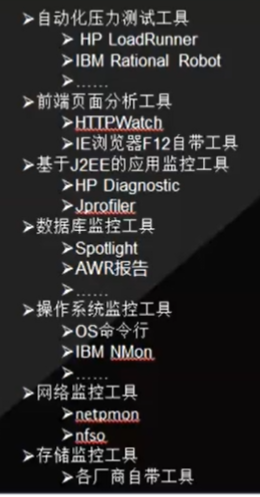 ➢自动化压力测试工具
➢HP LoadRunner
➢IBM Rational Robot
➢……
➢前端页面分析工具
➢HTTPWatch
➢IE浏览器F12自带工具
➢基于J2EE的应用监控工具
➢HP Diagnostic
➢Jprofiler
➢数据库监控工具
➢Spotlight
➢AWR报告
➢……
➢操作系统监控工具
➢OS命令行
➢IBM NMon
➢……
➢网络监控工具
➢netpmon
➢nfso
➢存储监控工具
➢各厂商自带工具